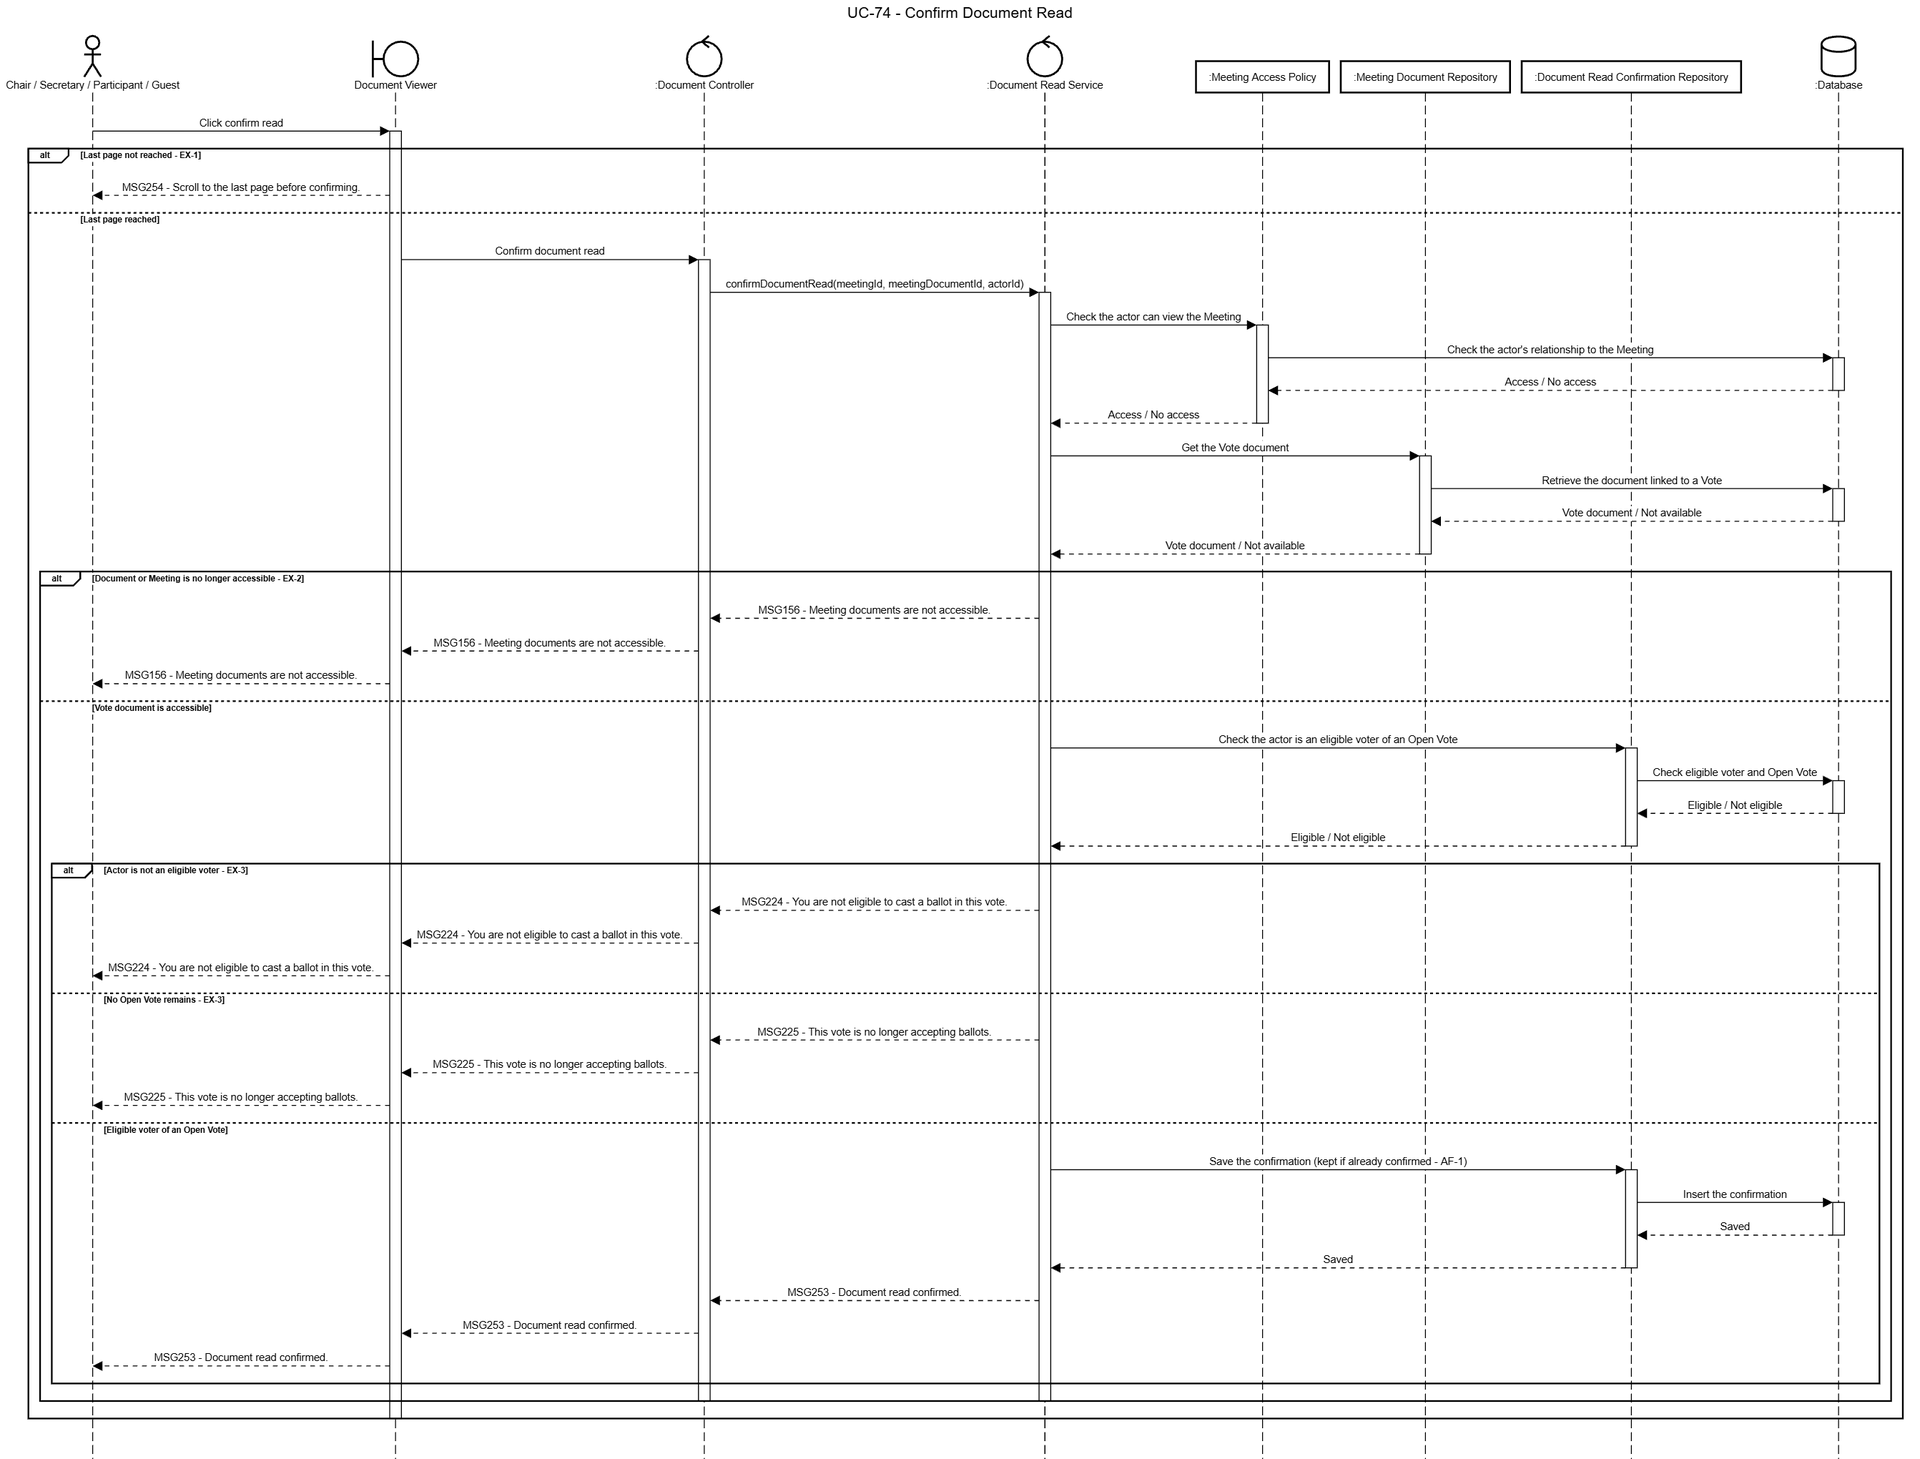 UC-74 - Confirm Document Read
Chair / Secretary / Participant / Guest
Document Viewer
:Document Controller
:Document Read Service
:Meeting Access Policy
:Meeting Document Repository
:Document Read Confirmation Repository
:Database
Click confirm read
alt
[Last page not reached - EX-1]
MSG254 - Scroll to the last page before confirming.
[Last page reached]
Confirm document read
confirmDocumentRead(meetingId, meetingDocumentId, actorId)
Check the actor can view the Meeting
Check the actor's relationship to the Meeting
Access / No access
Access / No access
Get the Vote document
Retrieve the document linked to a Vote
Vote document / Not available
Vote document / Not available
alt
[Document or Meeting is no longer accessible - EX-2]
MSG156 - Meeting documents are not accessible.
MSG156 - Meeting documents are not accessible.
MSG156 - Meeting documents are not accessible.
[Vote document is accessible]
Check the actor is an eligible voter of an Open Vote
Check eligible voter and Open Vote
Eligible / Not eligible
Eligible / Not eligible
alt
[Actor is not an eligible voter - EX-3]
MSG224 - You are not eligible to cast a ballot in this vote.
MSG224 - You are not eligible to cast a ballot in this vote.
MSG224 - You are not eligible to cast a ballot in this vote.
[No Open Vote remains - EX-3]
MSG225 - This vote is no longer accepting ballots.
MSG225 - This vote is no longer accepting ballots.
MSG225 - This vote is no longer accepting ballots.
[Eligible voter of an Open Vote]
Save the confirmation (kept if already confirmed - AF-1)
Insert the confirmation
Saved
Saved
MSG253 - Document read confirmed.
MSG253 - Document read confirmed.
MSG253 - Document read confirmed.